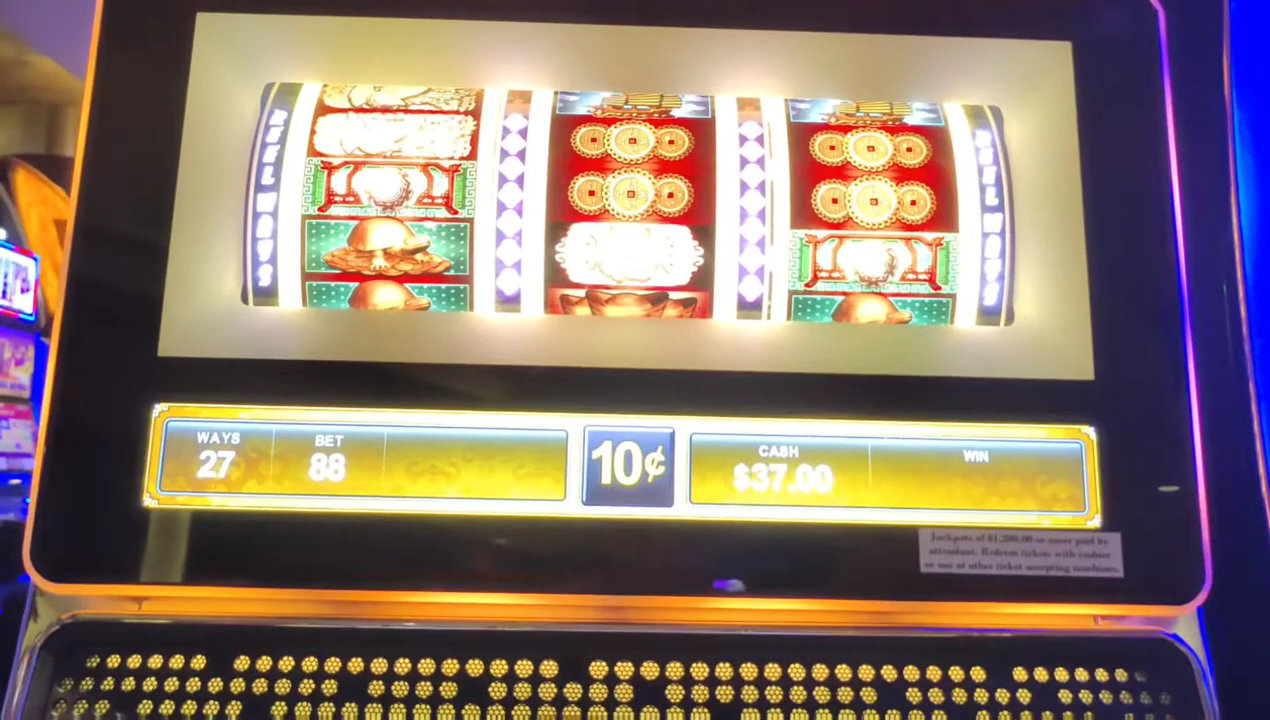 REEL WAYS
REEL WAYS
WAYS
27
BET
88
10¢
CASH
$37.00
WIN
Jackpots of $1,200.00 or more paid by
attendant. Redeem tickets with cashier
or use at other ticket accepting machines.